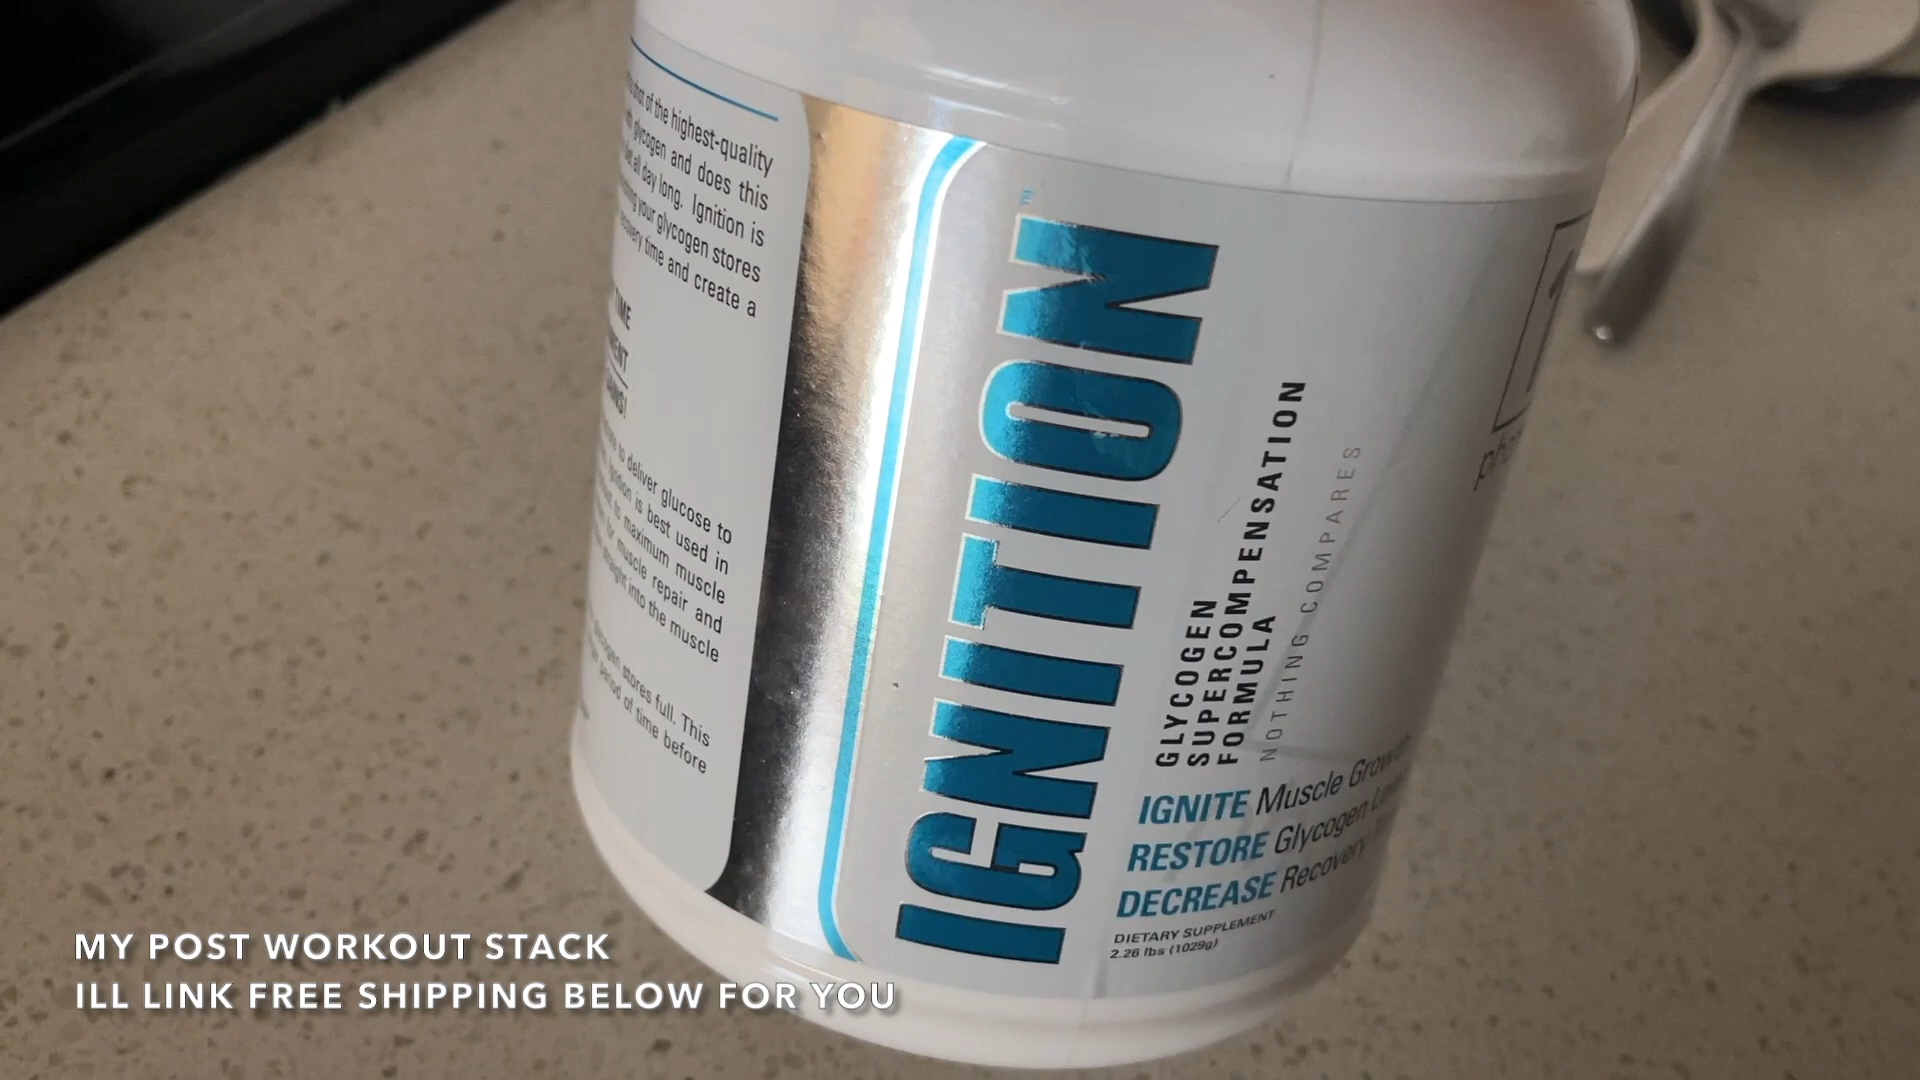 of the highest-quality
glycogen and does this
all day long. Ignition is
your glycogen stores
recovery time and create a
TIME
to deliver glucose to
Ignition is best used in
to maximum muscle
for muscle repair and
straight into the muscle
stores full. This
period of time before
IGNITION
™
GLYCOGEN
SUPERCOMPENSATION
FORMULA
NOTHING COMPARES
IGNITE Muscle Growth
RESTORE Glycogen
DECREASE Recovery
DIETARY SUPPLEMENT
2.26 lbs (1029g)
MY POST WORKOUT STACK
ILL LINK FREE SHIPPING BELOW FOR YOU